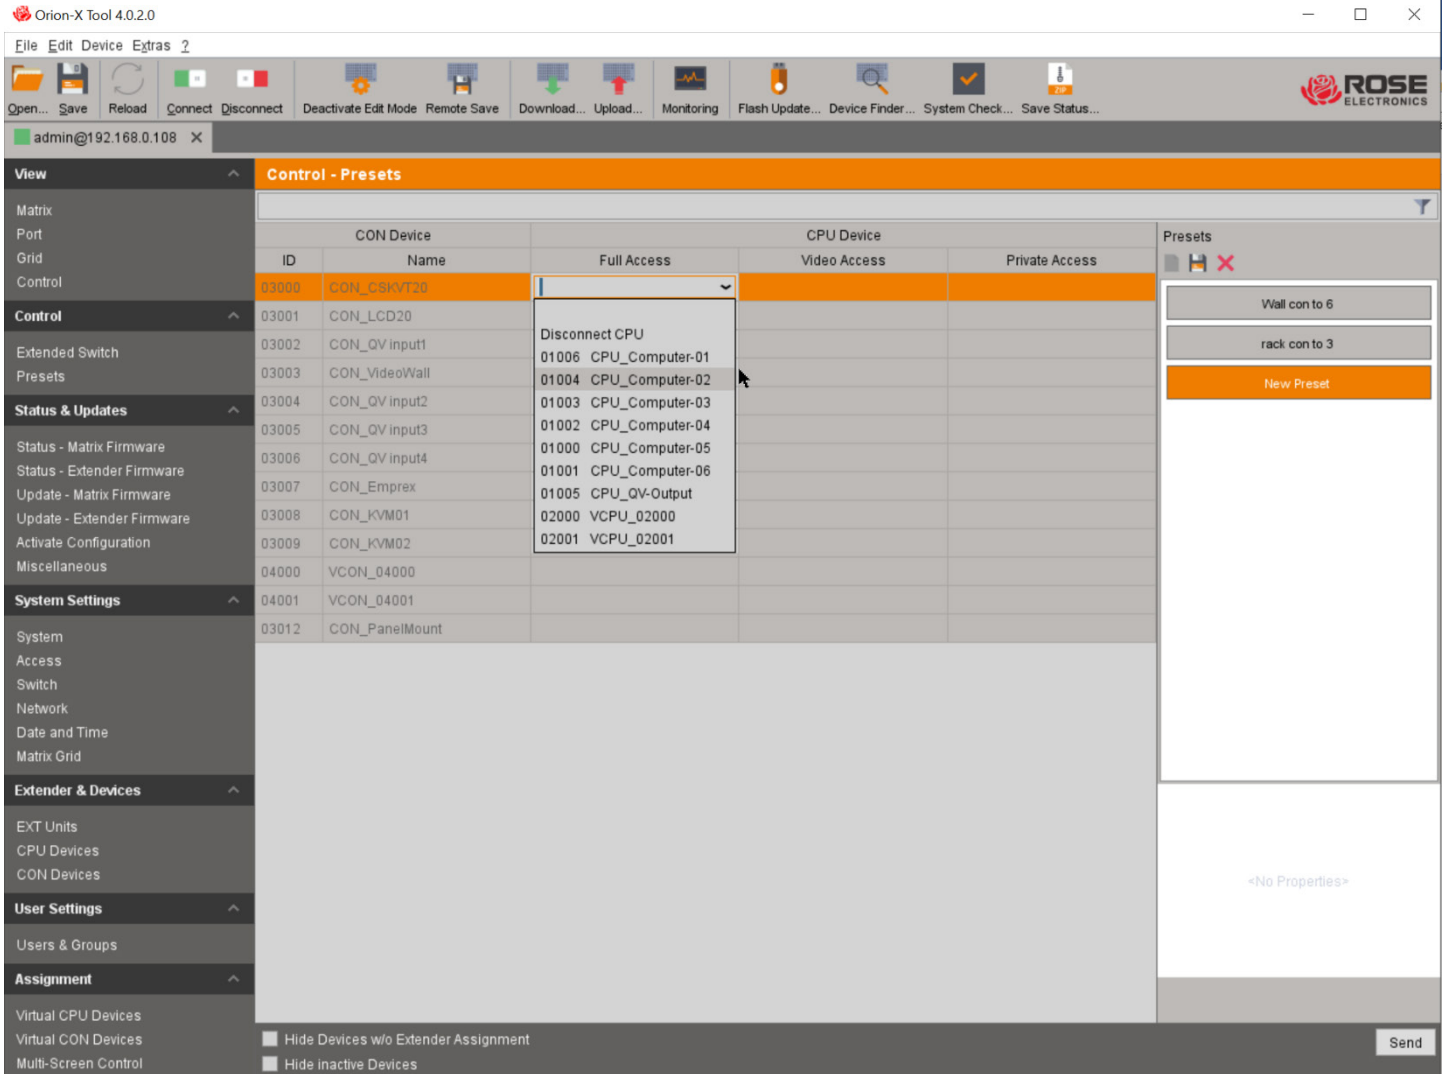 Orion-X Tool 4.0.2.0
File Edit Device Extras ?
Open... Save Reload Connect Disconnect Deactivate Edit Mode Remote Save Download... Upload... Monitoring Flash Update... Device Finder... System Check... ZIP Save Status...
ROSE
ELECTRONICS
admin@192.168.0.108
View
Matrix
Port
Grid
Control
Control
Extended Switch
Presets
Status & Updates
Status - Matrix Firmware
Status - Extender Firmware
Update - Matrix Firmware
Update - Extender Firmware
Activate Configuration
Miscellaneous
System Settings
System
Access
Switch
Network
Date and Time
Matrix Grid
Extender & Devices
EXT Units
CPU Devices
CON Devices
User Settings
Users & Groups
Assignment
Virtual CPU Devices
Virtual CON Devices
Multi-Screen Control
Control - Presets
CON Device CPU Device
ID Name Full Access Video Access Private Access
03000 CON_CSKVT20
03001 CON_LCD20
03002 CON_QV input1
03003 CON_VideoWall
03004 CON_QV input2
03005 CON_QV input3
03006 CON_QV input4
03007 CON_Emprex
03008 CON_KVM01
03009 CON_KVM02
04000 VCON_04000
04001 VCON_04001
03012 CON_PanelMount
Disconnect CPU
01006 CPU_Computer-01
01004 CPU_Computer-02
01003 CPU_Computer-03
01002 CPU_Computer-04
01000 CPU_Computer-05
01001 CPU_Computer-06
01005 CPU_QV-Output
02000 VCPU_02000
02001 VCPU_02001
Presets
Wall con to 6
rack con to 3
New Preset
<No Properties>
Hide Devices w/o Extender Assignment
Hide inactive Devices
Send